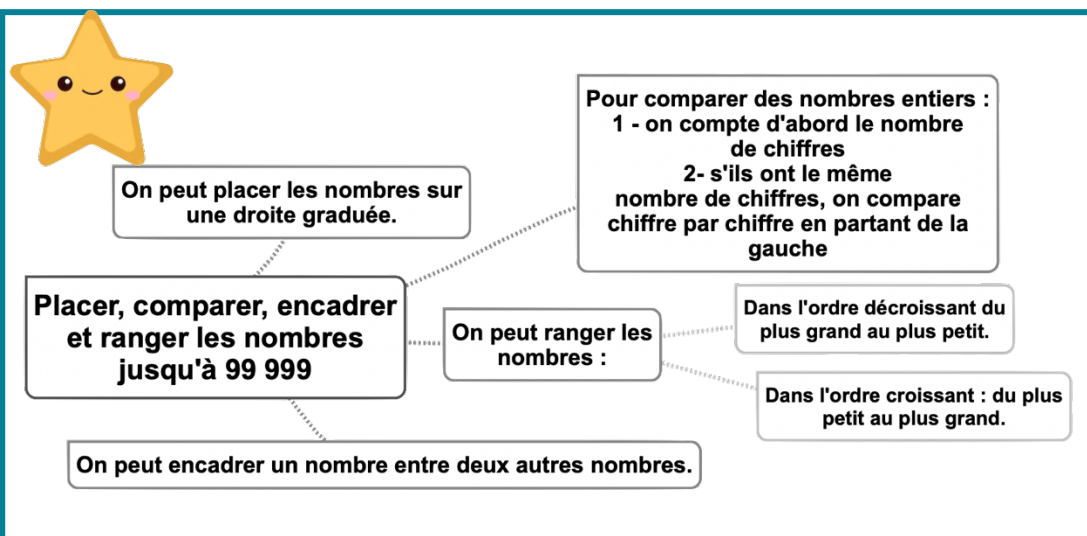 Pour comparer des nombres entiers :
1 - on compte d'abord le nombre
de chiffres
2- s'ils ont le même
nombre de chiffres, on compare
chiffre par chiffre en partant de la
gauche
On peut placer les nombres sur
une droite graduée.
Placer, comparer, encadrer
et ranger les nombres
jusqu'à 99 999
On peut ranger les
nombres :
Dans l'ordre décroissant du
plus grand au plus petit.
Dans l'ordre croissant : du plus
petit au plus grand.
On peut encadrer un nombre entre deux autres nombres.